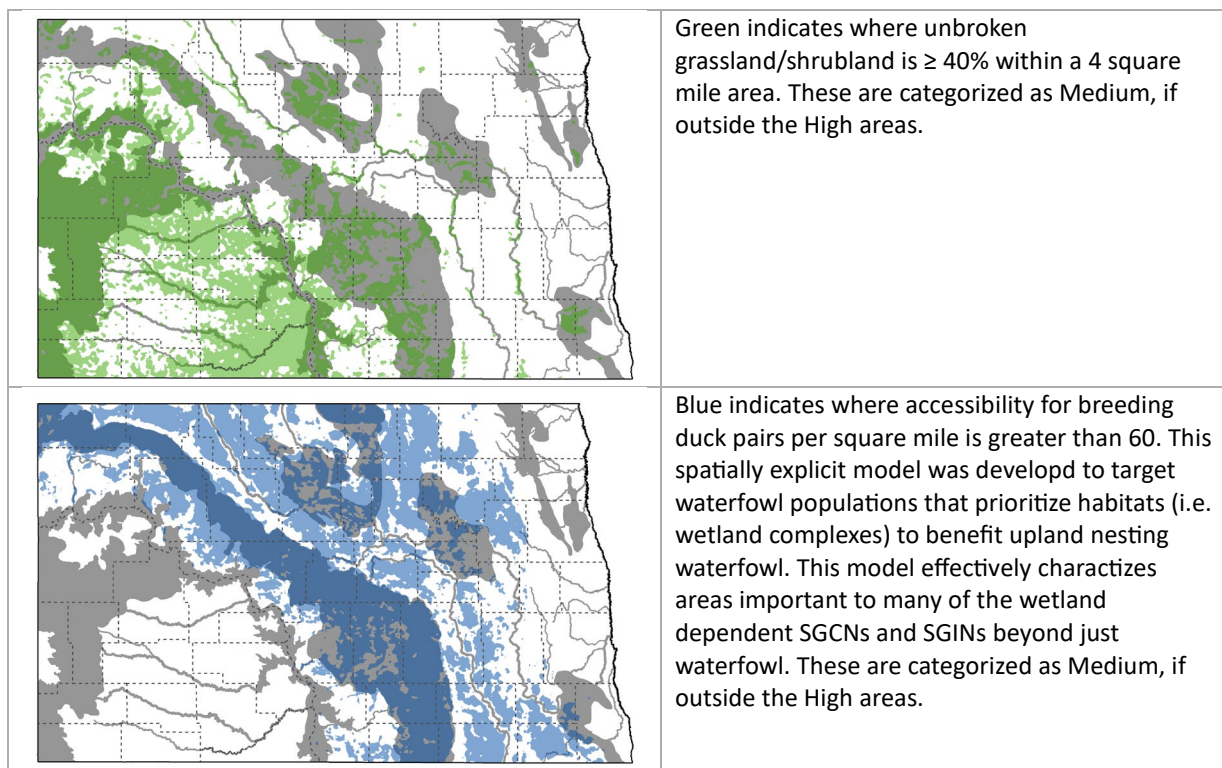 Green indicates where unbroken
grassland/shrubland is ≥ 40% within a 4 square
mile area. These are categorized as Medium, if
outside the High areas.
Blue indicates where accessibility for breeding
duck pairs per square mile is greater than 60. This
spatially explicit model was developd to target
waterfowl populations that prioritize habitats (i.e.
wetland complexes) to benefit upland nesting
waterfowl. This model effectively charactizes
areas important to many of the wetland
dependent SGCNs and SGINs beyond just
waterfowl. These are categorized as Medium, if
outside the High areas.